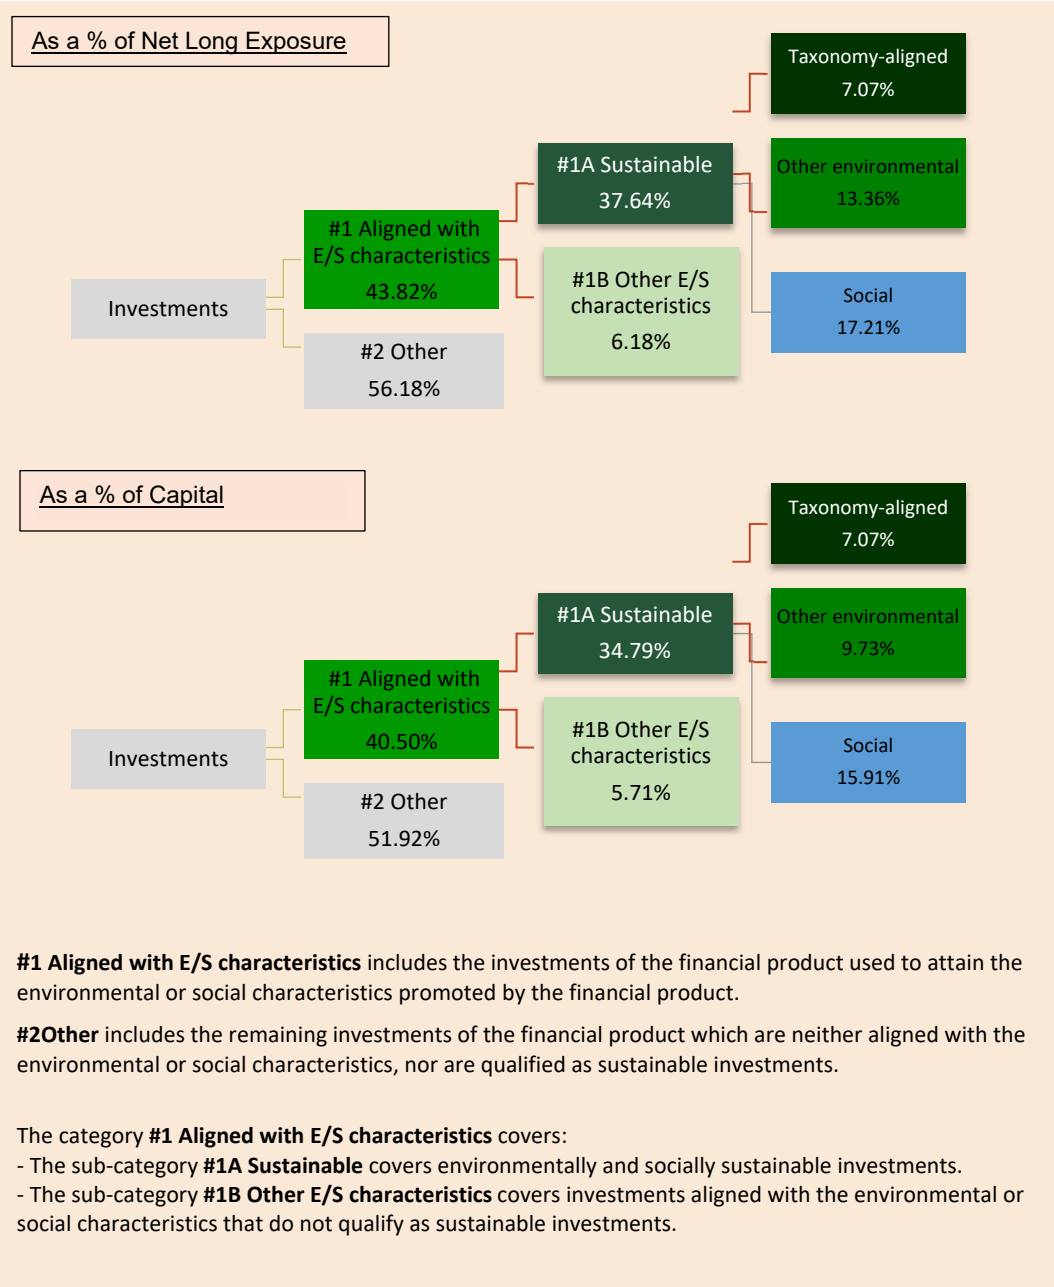 As a % of Net Long Exposure
Taxonomy-aligned
7.07%
#1A Sustainable
37.64%
Other environmental
13.36%
#1 Aligned with
E/S characteristics
43.82%
#1B Other E/S
characteristics
6.18%
Investments
Social
17.21%
#2 Other
56.18%
As a % of Capital
Taxonomy-aligned
7.07%
#1A Sustainable
34.79%
Other environmental
9.73%
#1 Aligned with
E/S characteristics
40.50%
#1B Other E/S
characteristics
5.71%
Investments
Social
15.91%
#2 Other
51.92%
#1 Aligned with E/S characteristics includes the investments of the financial product used to attain the
environmental or social characteristics promoted by the financial product.
#2Other includes the remaining investments of the financial product which are neither aligned with the
environmental or social characteristics, nor are qualified as sustainable investments.
The category #1 Aligned with E/S characteristics covers:
- The sub-category #1A Sustainable covers environmentally and socially sustainable investments.
- The sub-category #1B Other E/S characteristics covers investments aligned with the environmental or
social characteristics that do not qualify as sustainable investments.